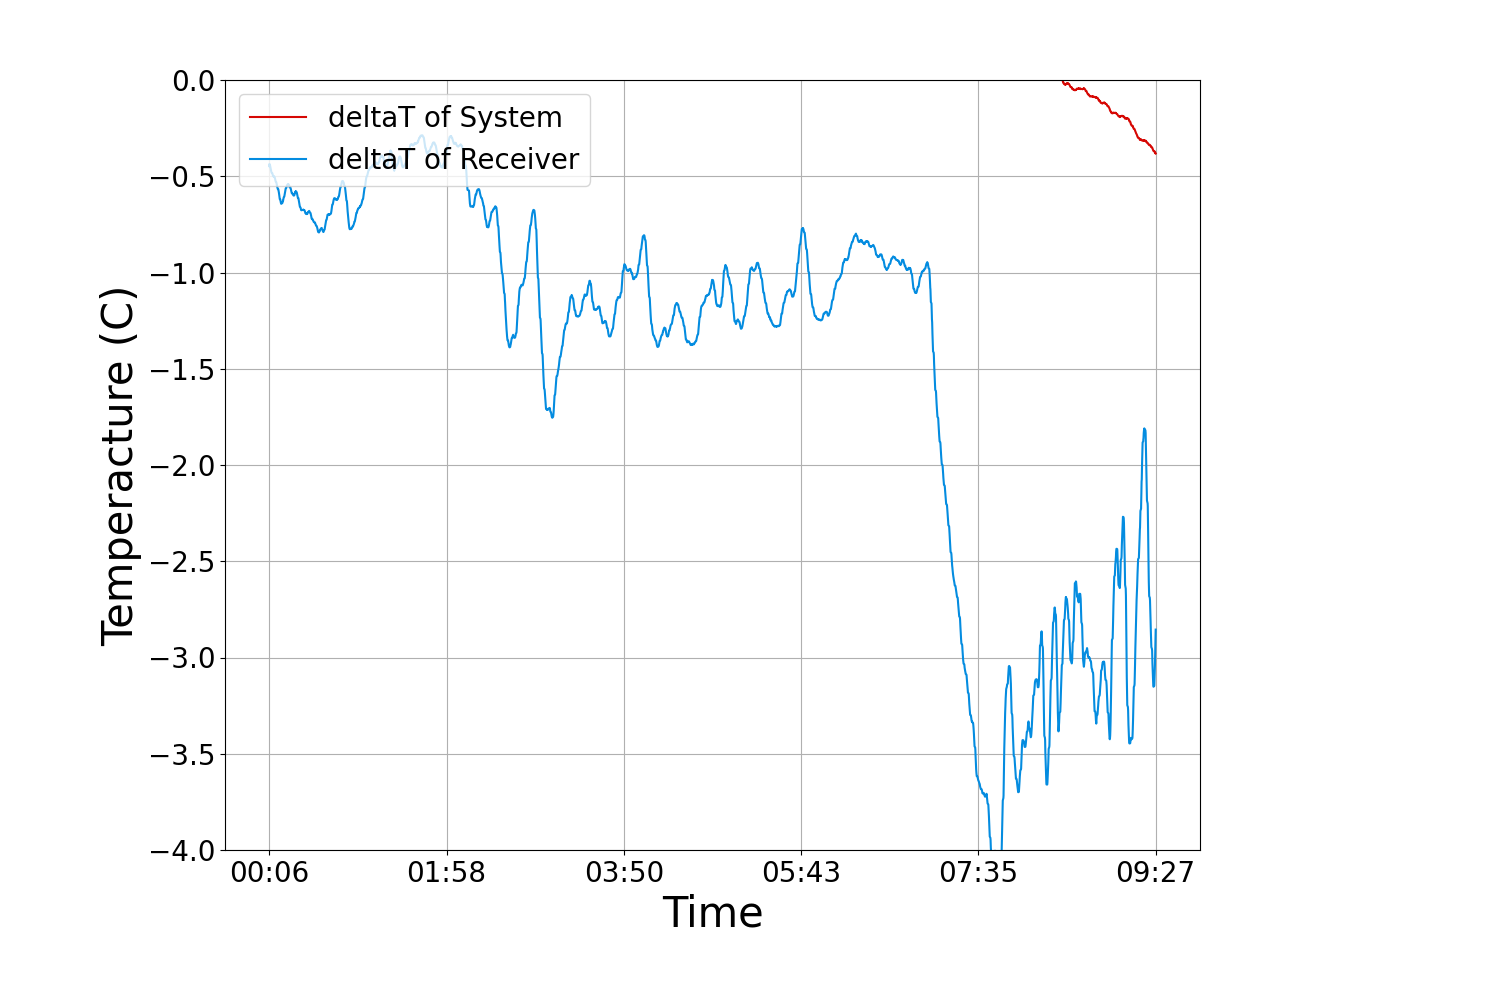 0.0
−0.5
−1.0
−1.5
−2.0
−2.5
−3.0
−3.5
−4.0
Temperacture (C)
deltaT of System
deltaT of Receiver
00:06 01:58 03:50 05:43 07:35 09:27
Time